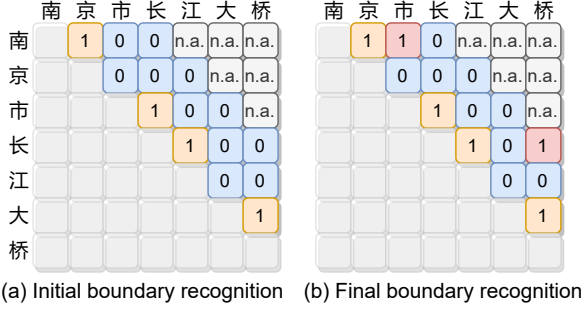 南 京 市 长 江 大 桥 南 京 市 长 江 大 桥
南 1 0 0 n.a. n.a. n.a. 南 1 1 0 n.a. n.a. n.a.
京 0 0 0 n.a. n.a. 京 0 0 0 n.a. n.a.
市 1 0 0 n.a. 市 1 0 0 n.a.
长 1 0 0 长 1 0 1
江 0 0 江 0 0
大 1 大 1
桥 桥
(a) Initial boundary recognition (b) Final boundary recognition